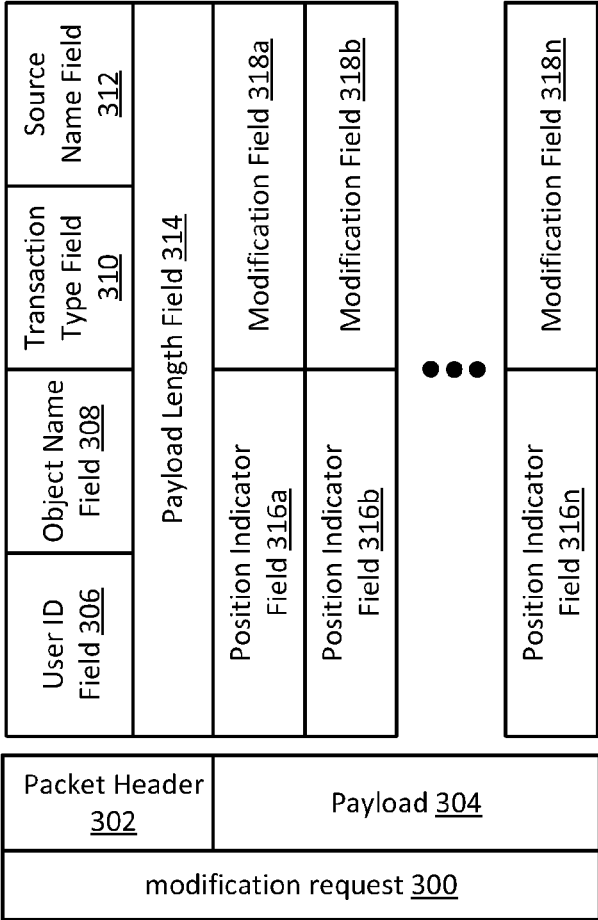 User ID
Field 306
Object Name
Field 308
Transaction
Type Field
310
Source
Name Field
312
Payload Length Field 314
Position Indicator
Field 316a
Modification Field 318a
Position Indicator
Field 316b
Modification Field 318b
●●●
Position Indicator
Field 316n
Modification Field 318n
Packet Header
302
Payload 304
modification request 300